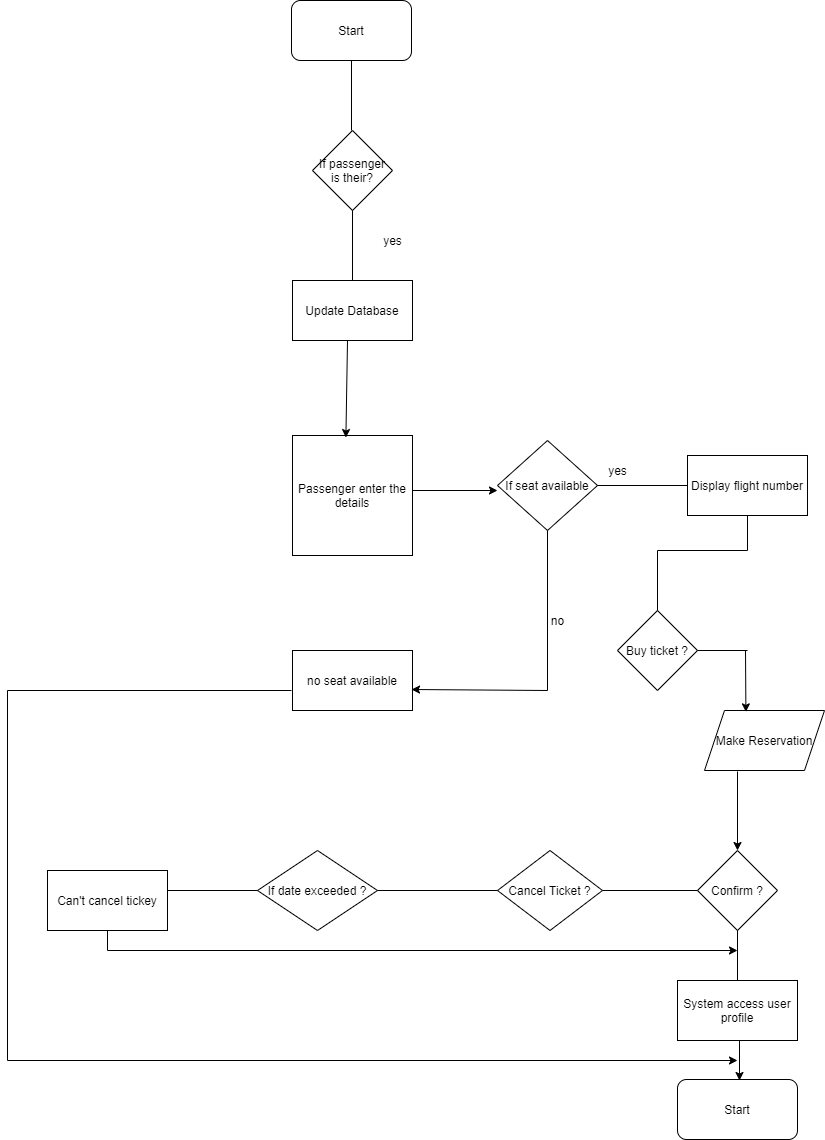 Start
If passenger
is their?
yes
Update Database
Passenger enter the
details
If seat available
yes
Display flight number
no
no seat available
Buy ticket ?
Make Reservation
Can't cancel tickey
If date exceeded ?
Cancel Ticket ?
Confirm ?
System access user
profile
Start